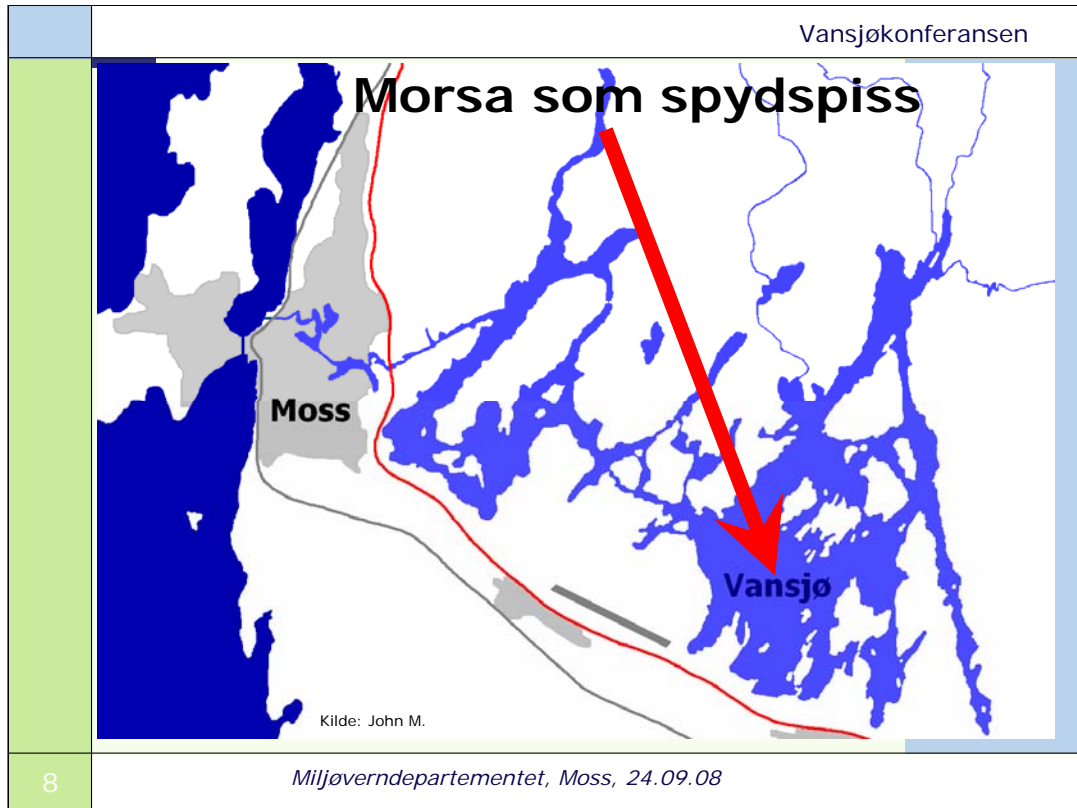 Vansjøkonferansen
Morsa som spydspiss
Moss
Vansjø
Kilde: John M.
8
Miljøverndepartementet, Moss, 24.09.08